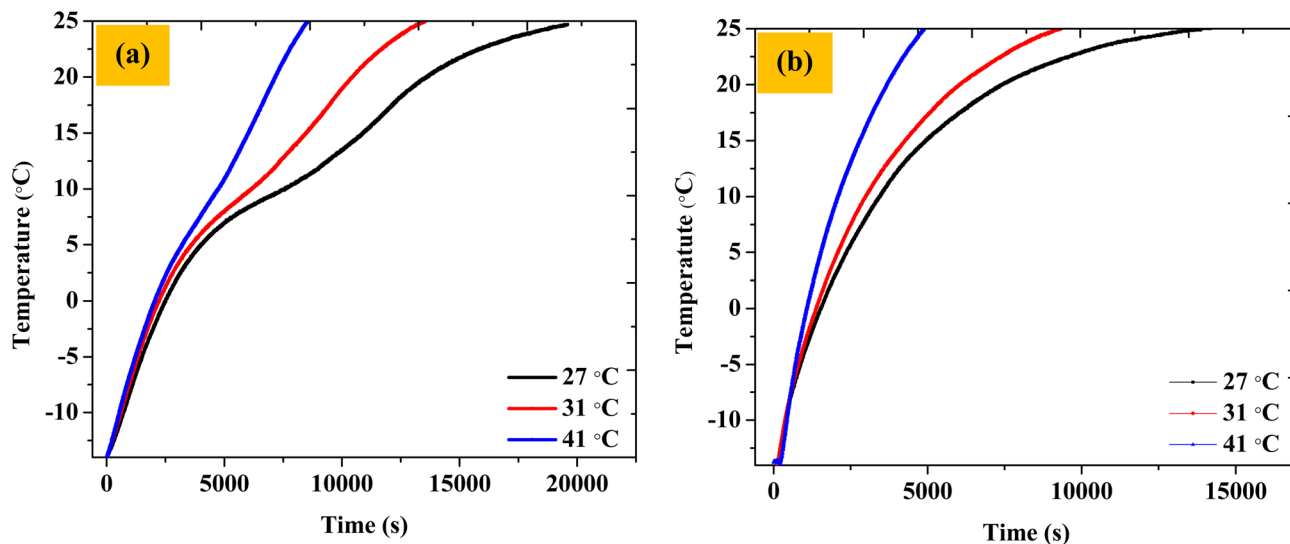 (a)
Temperature (°C)
25
20
15
10
5
0
-5
-10
27 °C
31 °C
41 °C
0 5000 10000 15000 20000
Time (s)
(b)
Temperatute (°C)
25
20
15
10
5
0
-5
-10
27 °C
31 °C
41 °C
0 5000 10000 15000
Time (s)